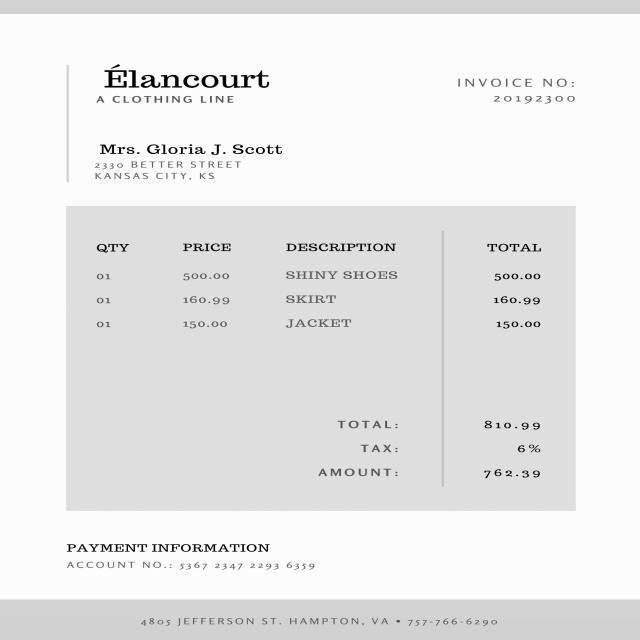 Élancourt
A CLOTHING LINE
INVOICE NO:
20192300
Mrs. Gloria J. Scott
2330 BETTER STREET
KANSAS CITY, KS
QTY PRICE DESCRIPTION TOTAL
01 500.00 SHINY SHOES 500.00
01 160.99 SKIRT 160.99
01 150.00 JACKET 150.00
TOTAL: 810.99
TAX: 6%
AMOUNT: 762.39
PAYMENT INFORMATION
ACCOUNT NO.: 5367 2347 2293 6359
4805 JEFFERSON ST. HAMPTON, VA • 757-766-6290